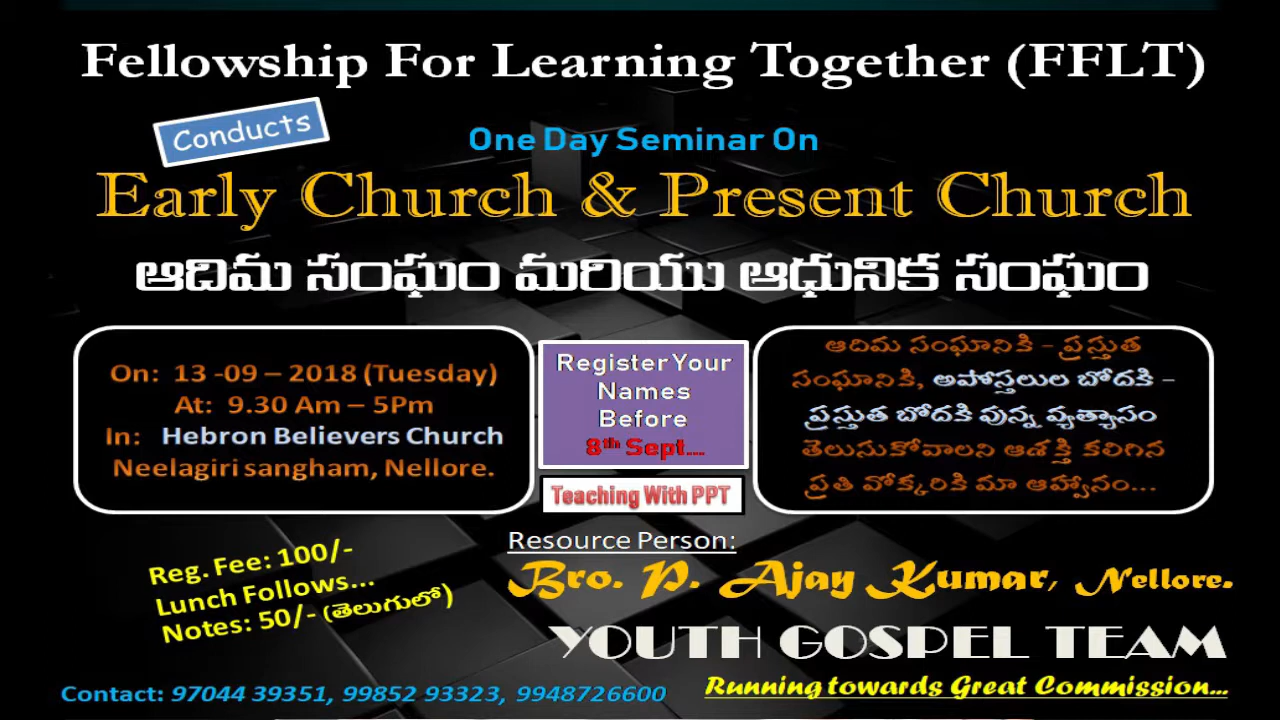 Fellowship For Learning Together (FFLT)
Conducts
One Day Seminar On
Early Church & Present Church
ఆదిమ సంఘం మరియు ఆధునిక సంఘం
On: 13 -09 – 2018 (Tuesday)
At: 9.30 Am – 5Pm
In: Hebron Believers Church
Neelagiri sangham, Nellore.
Register Your
Names
Before
8th Sept....
Teaching With PPT
ఆదిమ సంఘానికి - ప్రస్తుత
సంఘానికి, అపోస్తలుల బోదకి –
ప్రస్తుత బోదకి వున్న వ్యత్యాసం
తెలుసుకోవాలని ఆశక్తి కలిగిన
ప్రతి వోక్కరికి మా ఆహ్వానం...
Reg. Fee: 100/-
Lunch Follows...
Notes: 50/- (తెలుగులో)
Resource Person:
Bro. P. Ajay Kumar, Nellore.
YOUTH GOSPEL TEAM
Running towards Great Commission...
Contact: 97044 39351, 99852 93323, 9948726600